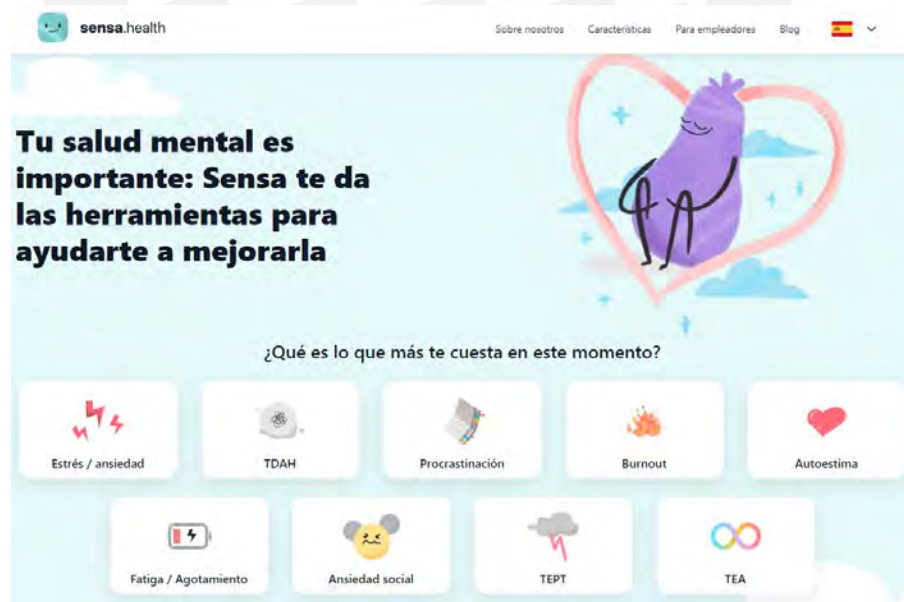 sensa.health
Sobre nosotros Características Para empleadores Blog
Tu salud mental es
importante: Sensa te da
las herramientas para
ayudarte a mejorarla
¿Qué es lo que más te cuesta en este momento?
Estrés / ansiedad TDAH Procrastinación Burnout Autoestima
Fatiga / Agotamiento Ansiedad social TEPT TEA